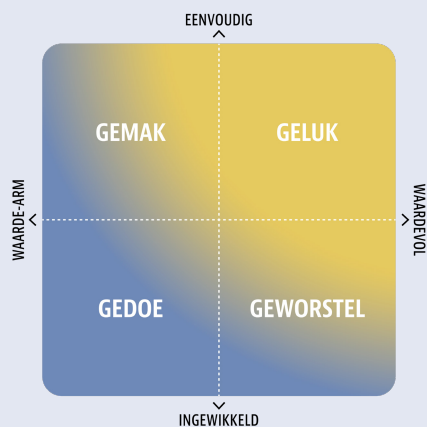 EENVOUDIG
GEMAK
GELUK
WAARDE-ARM
WAARDEVOL
GEDOE
GEWORSTEL
INGEWIKKELD